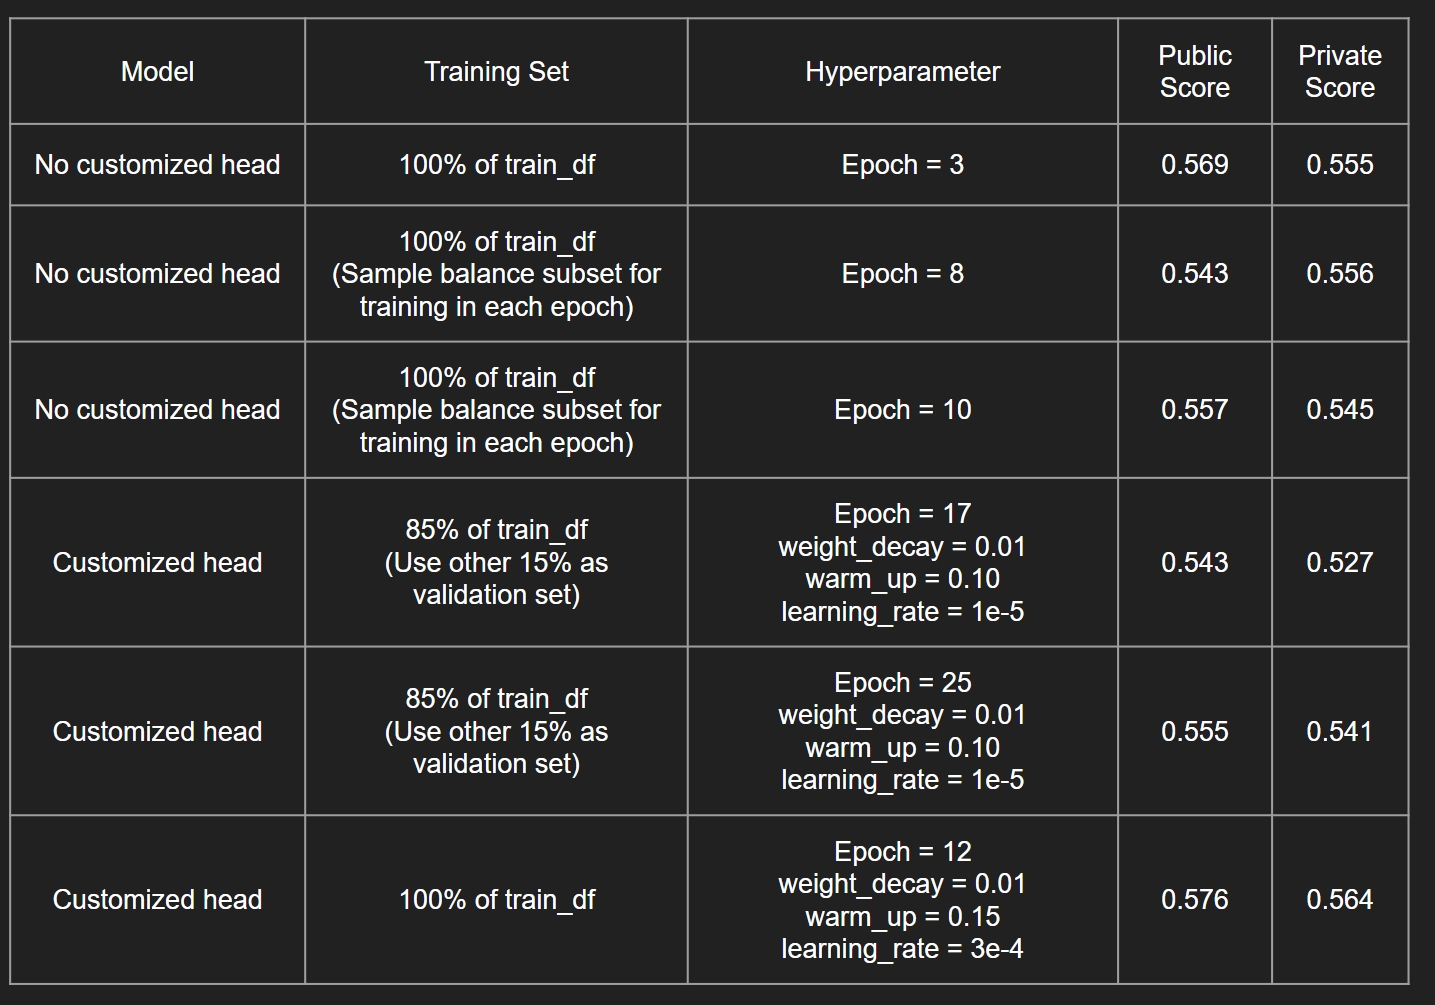 Model
Training Set
Hyperparameter
Public
Score
Private
Score
No customized head
100% of train_df
Epoch = 3
0.569
0.555
No customized head
100% of train_df
(Sample balance subset for
training in each epoch)
Epoch = 8
0.543
0.556
No customized head
100% of train_df
(Sample balance subset for
training in each epoch)
Epoch = 10
0.557
0.545
Customized head
85% of train_df
(Use other 15% as
validation set)
Epoch = 17
weight_decay = 0.01
warm_up = 0.10
learning_rate = 1e-5
0.543
0.527
Customized head
85% of train_df
(Use other 15% as
validation set)
Epoch = 25
weight_decay = 0.01
warm_up = 0.10
learning_rate = 1e-5
0.555
0.541
Customized head
100% of train_df
Epoch = 12
weight_decay = 0.01
warm_up = 0.15
learning_rate = 3e-4
0.576
0.564